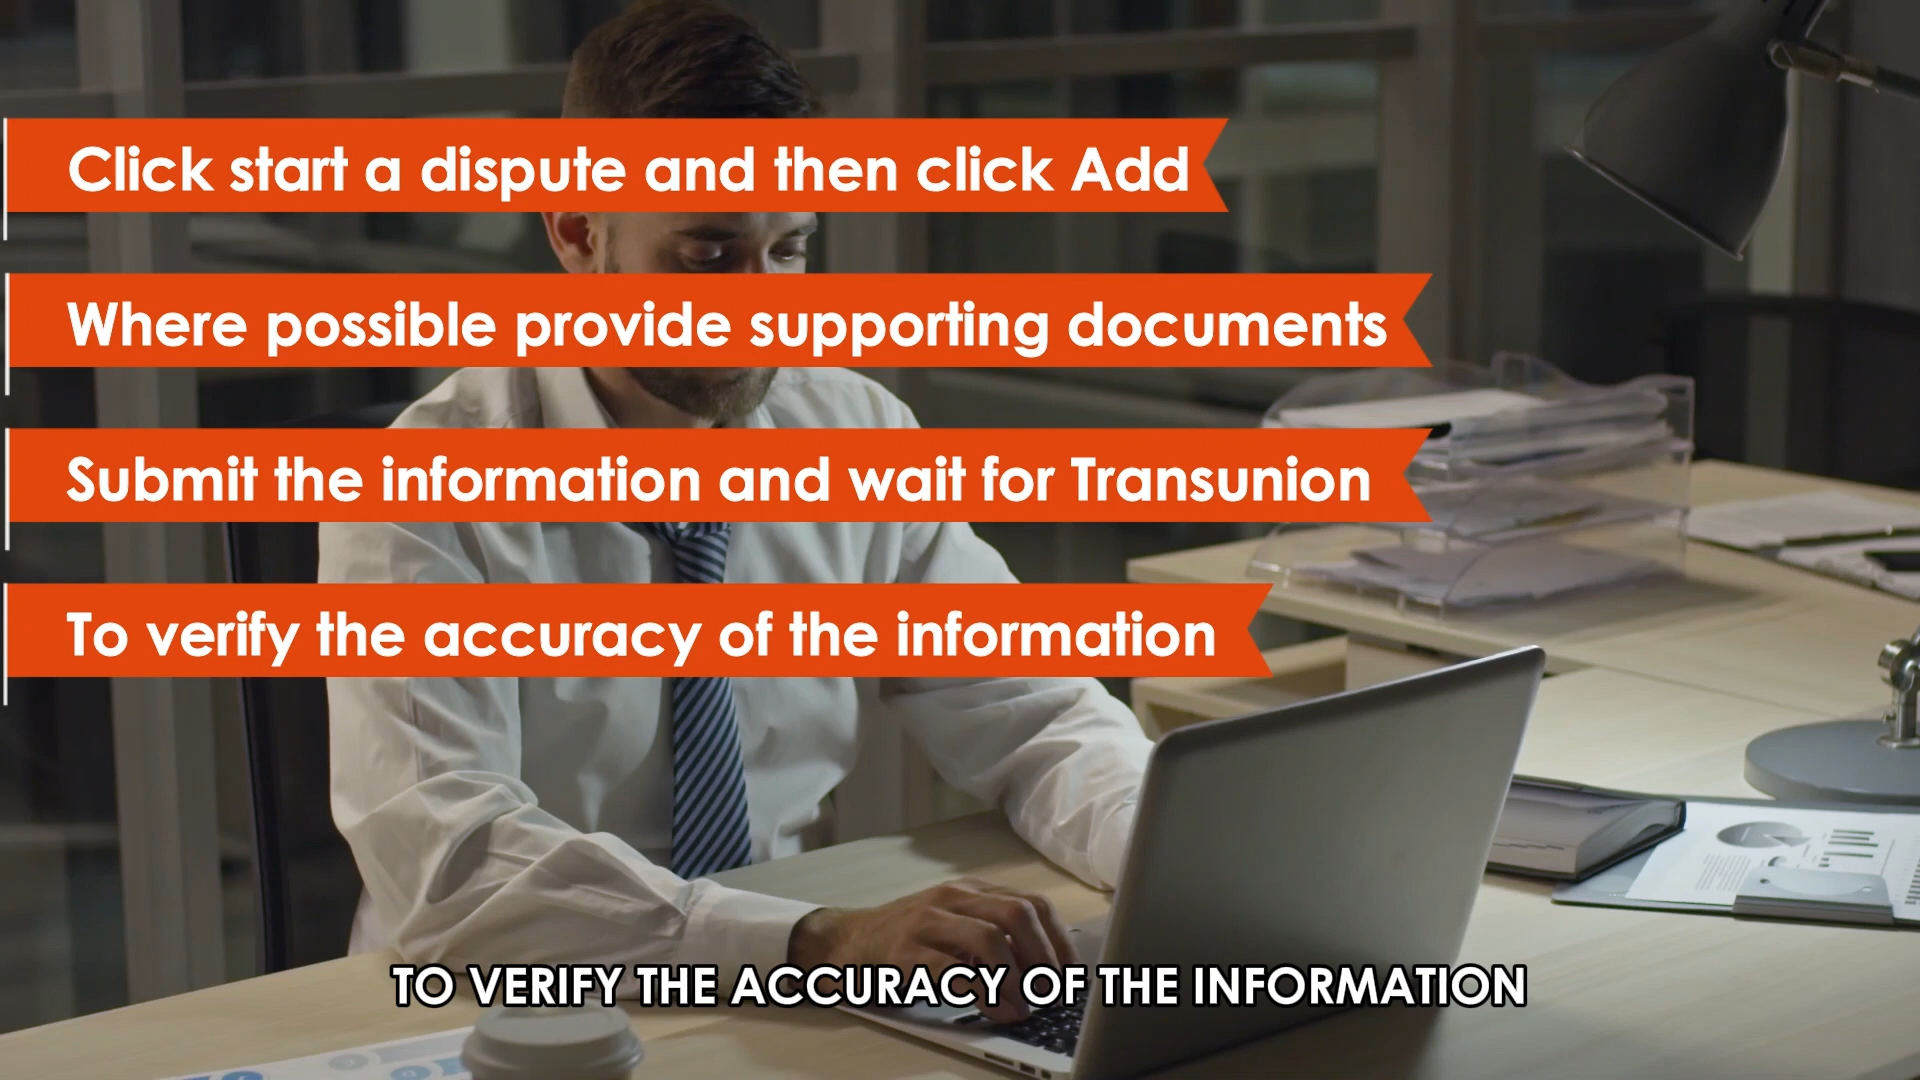 Click start a dispute and then click Add
Where possible provide supporting documents
Submit the information and wait for Transunion
To verify the accuracy of the information
TO VERIFY THE ACCURACY OF THE INFORMATION